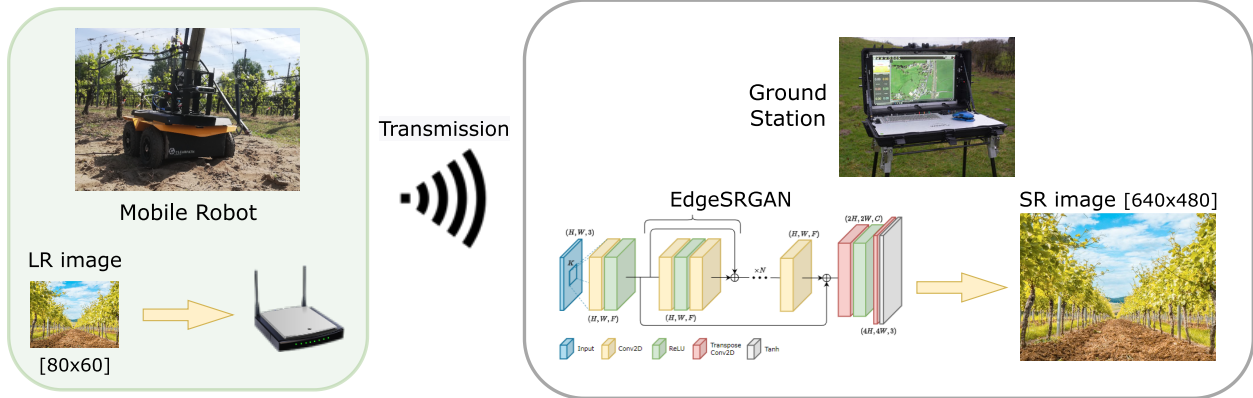 Mobile Robot
LR image
[80x60]
Transmission
Ground
Station
EdgeSRGAN
SR image [640x480]
(H, W, 3)
K
(H, W, F)
(H, W, F)
×N
(H, W, F)
(2H, 2W, C)
(4H, 4W, 3)
Input
Conv2D
ReLU
Transpose
Conv2D
Tanh